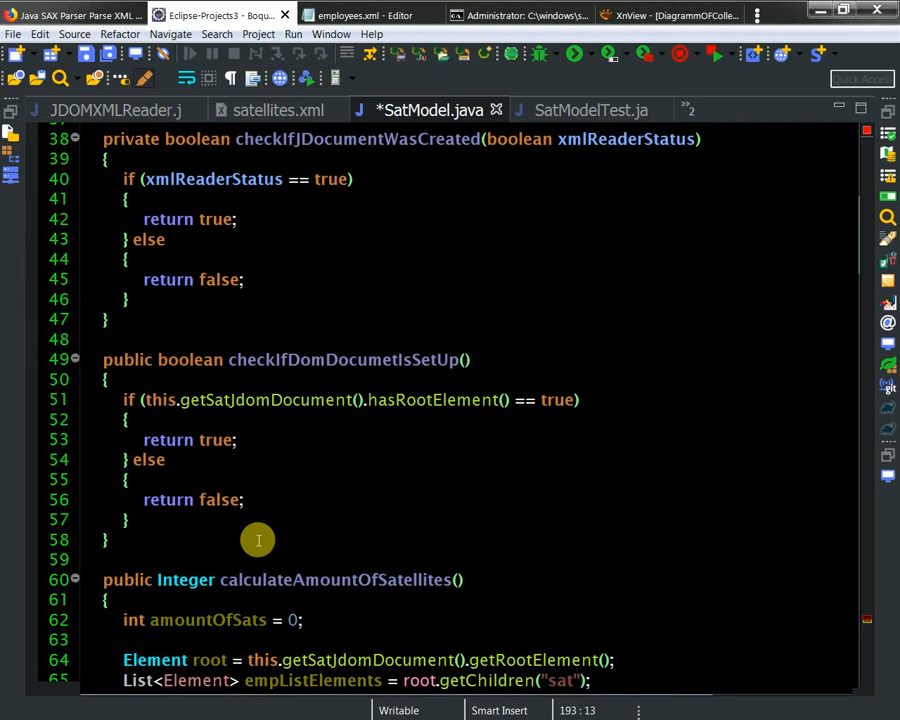 Java SAX Parser Parse XML ...
Eclipse-Projects3 - Boqu...
employees.xml - Editor
Administrator: C:\windows\s...
XnView - [DiagrammOFColle...
File Edit Source Refactor Navigate Search Project Run Window Help
Quick Access
JDOMXMLReader.j
satellites.xml
*SatModel.java
SatModelTest.ja
»2
38 private boolean checkIfJDocumentWasCreated(boolean xmlReaderStatus)
39 {
40 if (xmlReaderStatus == true)
41 {
42 return true;
43 } else
44 {
45 return false;
46 }
47 }
48
49 public boolean checkIfDomDocumetIsSetUp()
50 {
51 if (this.getSatJdomDocument().hasRootElement() == true)
52 {
53 return true;
54 } else
55 {
56 return false;
57 }
58 }
59
60 public Integer calculateAmountOfSatellites()
61 {
62 int amountOfSats = 0;
63
64 Element root = this.getSatJdomDocument().getRootElement();
65 List<Element> empListElements = root.getChildren("sat");
Writable
Smart Insert
193 : 13